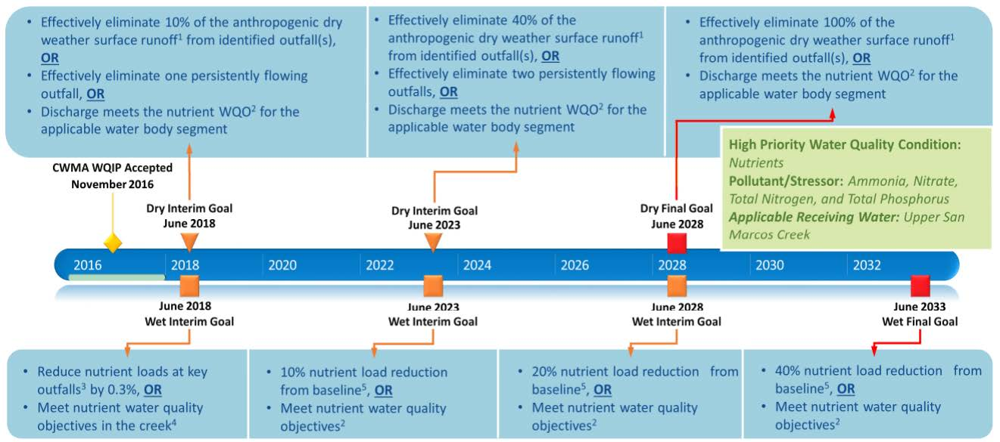 • Effectively eliminate 10% of the anthropogenic dry
weather surface runoff¹ from identified outfall(s),
OR
• Effectively eliminate one persistently flowing
outfall, OR
• Discharge meets the nutrient WQO² for the
applicable water body segment
• Effectively eliminate 40% of the
anthropogenic dry weather surface runoff¹
from identified outfall(s), OR
• Effectively eliminate two persistently flowing
outfalls, OR
• Discharge meets the nutrient WQO² for the
applicable water body segment
• Effectively eliminate 100% of the
anthropogenic dry weather surface runoff¹
from identified outfall(s), OR
• Discharge meets the nutrient WQO² for the
applicable water body segment
High Priority Water Quality Condition:
Nutrients
Pollutant/Stressor: Ammonia, Nitrate,
Total Nitrogen, and Total Phosphorus
Applicable Receiving Water: Upper San
Marcos Creek
CWMA WQIP Accepted
November 2016
Dry Interim Goal
June 2018
Dry Interim Goal
June 2023
Dry Final Goal
June 2028
2016 2018 2020 2022 2024 2026 2028 2030 2032
June 2018
Wet Interim Goal
June 2023
Wet Interim Goal
June 2028
Wet Interim Goal
June 2033
Wet Final Goal
• Reduce nutrient loads at key
outfalls³ by 0.3%, OR
• Meet nutrient water quality
objectives in the creek⁴
• 10% nutrient load reduction
from baseline⁵, OR
• Meet nutrient water quality
objectives²
• 20% nutrient load reduction from
baseline⁵, OR
• Meet nutrient water quality
objectives²
• 40% nutrient load reduction from
baseline⁵, OR
• Meet nutrient water quality
objectives²